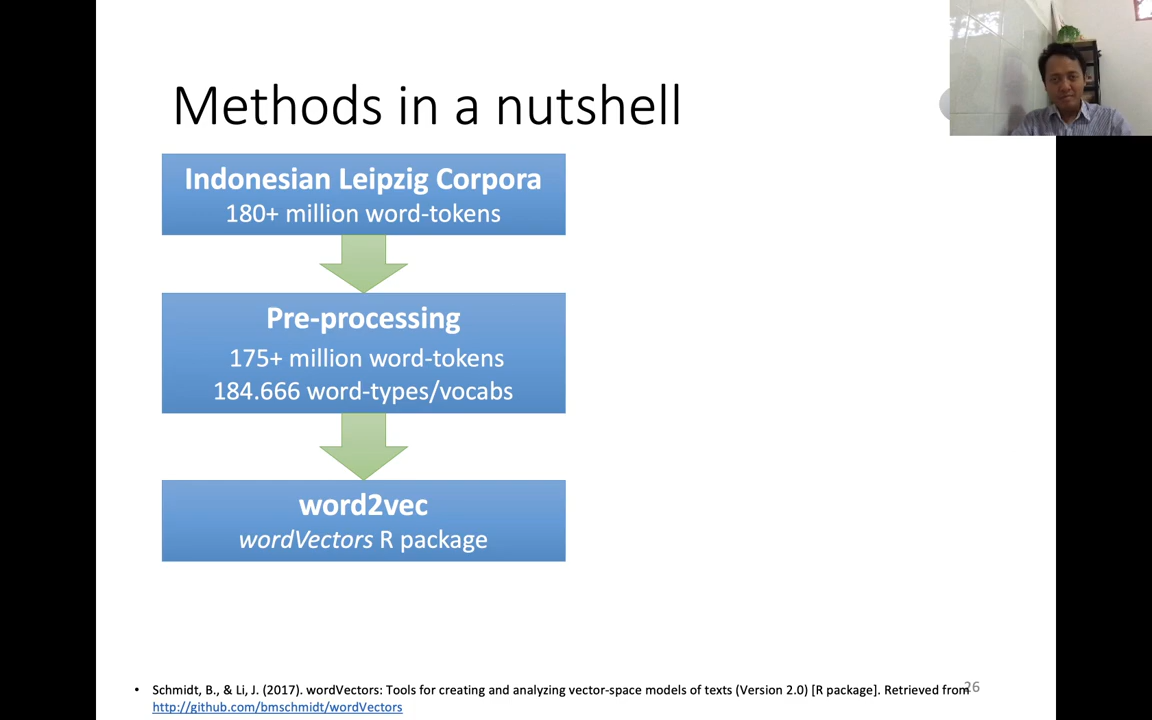 Methods in a nutshell
Indonesian Leipzig Corpora
180+ million word-tokens
Pre-processing
175+ million word-tokens
184.666 word-types/vocabs
word2vec
wordVectors R package
• Schmidt, B., & Li, J. (2017). wordVectors: Tools for creating and analyzing vector-space models of texts (Version 2.0) [R package]. Retrieved from
http://github.com/bmschmidt/wordVectors
26